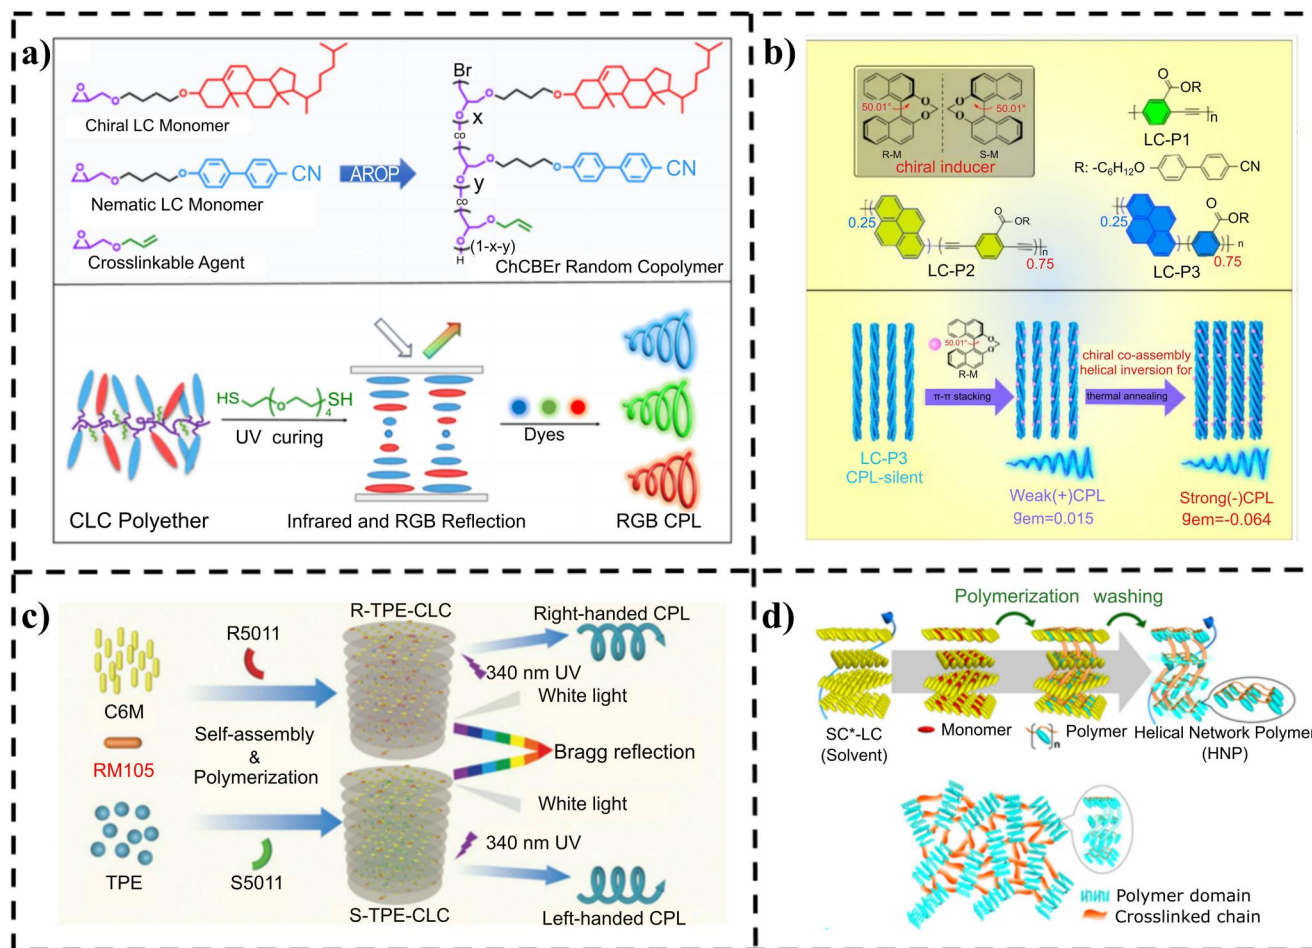 a)
Chiral LC Monomer
CN
Nematic LC Monomer
Crosslinkable Agent
AROP
Br
x
co
CN
y
co
(1-x-y)
H
ChCBEr Random Copolymer
CLC Polyether
HS
SH
4
UV curing
Infrared and RGB Reflection
Dyes
RGB CPL
b)
50.01°
50.01°
R-M
S-M
chiral inducer
OR
n
LC-P1
R: -C6H12O
CN
0.25
OR
n
LC-P2
0.75
0.25
OR
n
LC-P3
0.75
LC-P3
CPL-silent
50.01°
R-M
π-π stacking
Weak(+)CPL
gem=0.015
chiral co-assembly
helical inversion for
thermal annealing
Strong(-)CPL
gem=-0.064
c)
C6M
RM105
TPE
R5011
Self-assembly
&
Polymerization
S5011
R-TPE-CLC
S-TPE-CLC
Right-handed CPL
340 nm UV
White light
Bragg reflection
White light
340 nm UV
Left-handed CPL
d)
Polymerization washing
SC*-LC
(Solvent)
Monomer
n
Polymer
Helical Network Polymer
(HNP)
Polymer domain
Crosslinked chain